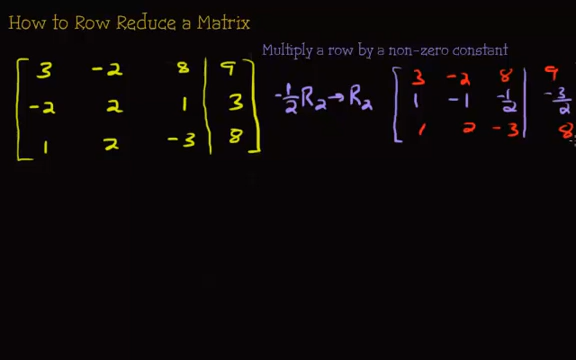 How to Row Reduce a Matrix
Multiply a row by a non-zero constant
3 -2 8 | 9 3 -2 8 | 9
-2 2 1 | 3 -1/2 R2 → R2 1 -1 -1/2 | -3/2
1 2 -3 | 8 1 2 -3 | 8